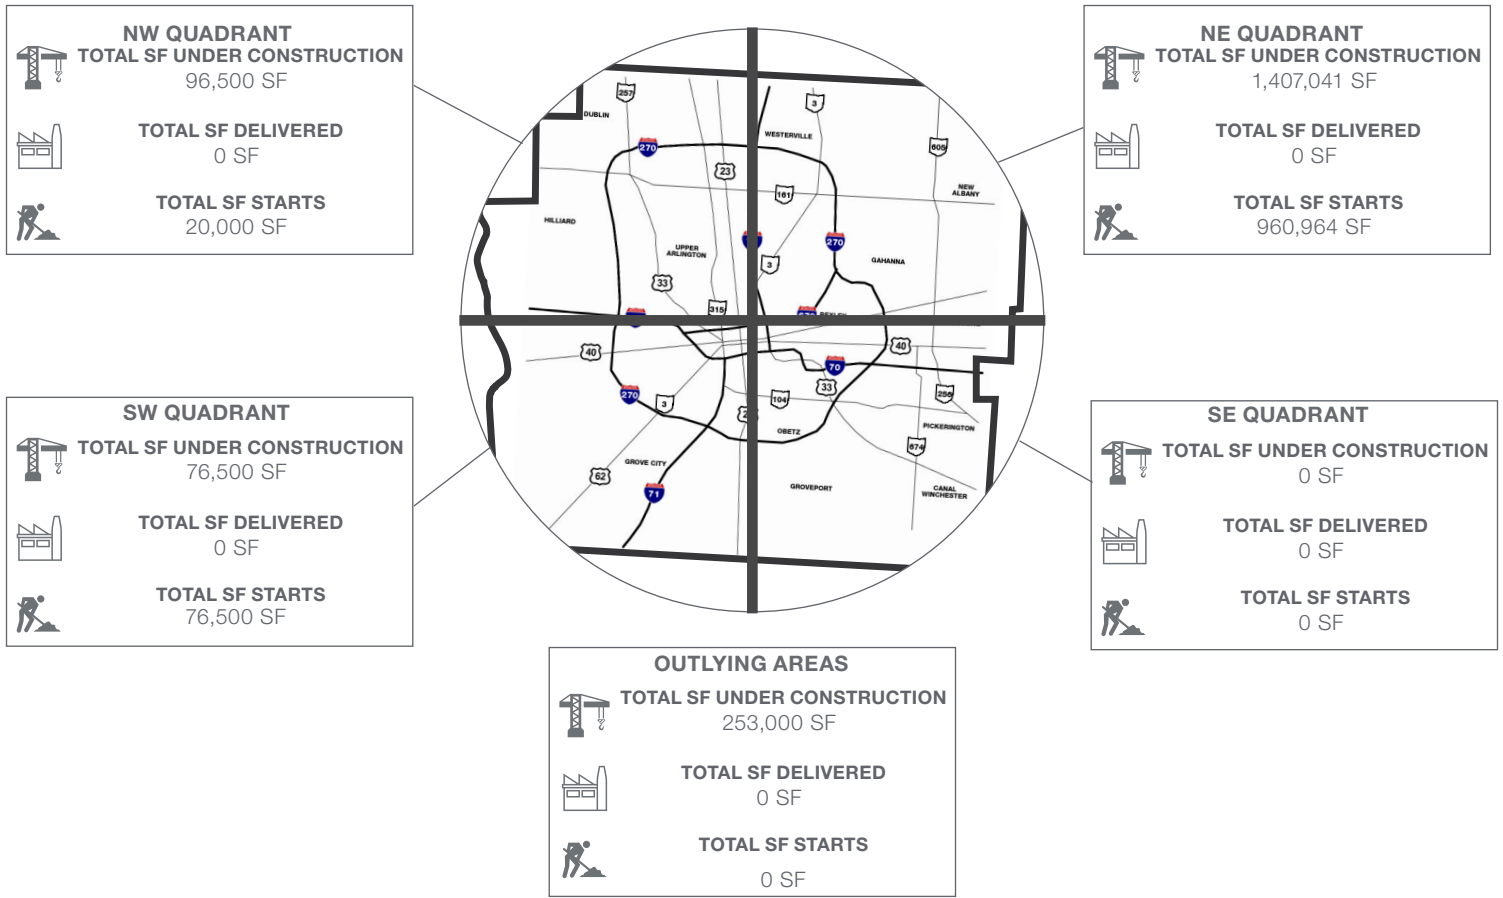 NW QUADRANT
TOTAL SF UNDER CONSTRUCTION
96,500 SF
TOTAL SF DELIVERED
0 SF
TOTAL SF STARTS
20,000 SF
NE QUADRANT
TOTAL SF UNDER CONSTRUCTION
1,407,041 SF
TOTAL SF DELIVERED
0 SF
TOTAL SF STARTS
960,964 SF
257
DUBLIN
3
WESTERVILLE
270
605
23
161
NEW
ALBANY
HILLIARD
UPPER
ARLINGTON
270
3
GAHANNA
33
315
40
40
70
33
270
3
104
256
OBETZ
PICKERINGTON
674
GROVE CITY
62
71
GROVEPORT
CANAL
WINCHESTER
SW QUADRANT
TOTAL SF UNDER CONSTRUCTION
76,500 SF
TOTAL SF DELIVERED
0 SF
TOTAL SF STARTS
76,500 SF
SE QUADRANT
TOTAL SF UNDER CONSTRUCTION
0 SF
TOTAL SF DELIVERED
0 SF
TOTAL SF STARTS
0 SF
OUTLYING AREAS
TOTAL SF UNDER CONSTRUCTION
253,000 SF
TOTAL SF DELIVERED
0 SF
TOTAL SF STARTS
0 SF